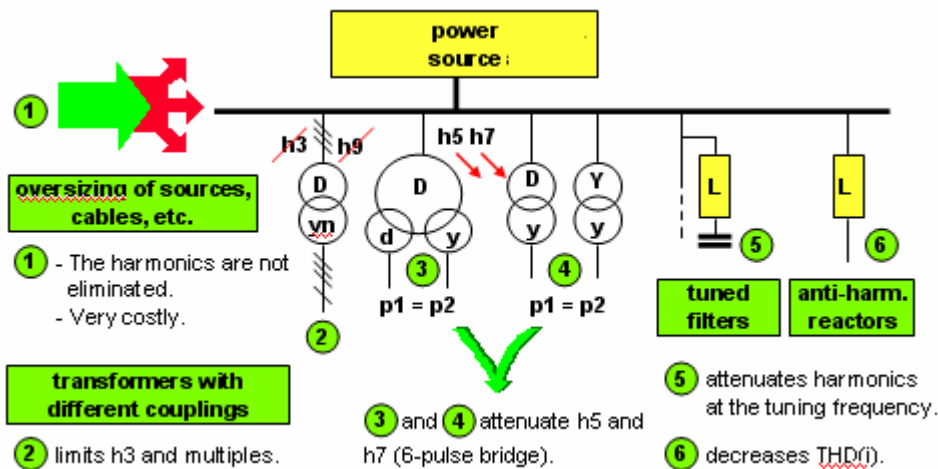 power
source :
1
h3
h9
h5 h7
D
yn
D
d
y
D
y
Y
y
L
L
oversizing of sources,
cables, etc.
1 - The harmonics are not
eliminated.
- Very costly.
2
3
p1 = p2
4
p1 = p2
5
6
tuned
filters
anti-harm.
reactors
transformers with
different couplings
2 limits h3 and multiples.
3 and 4 attenuate h5 and
h7 (6-pulse bridge).
5 attenuates harmonics
at the tuning frequency.
6 decreases THD(i).